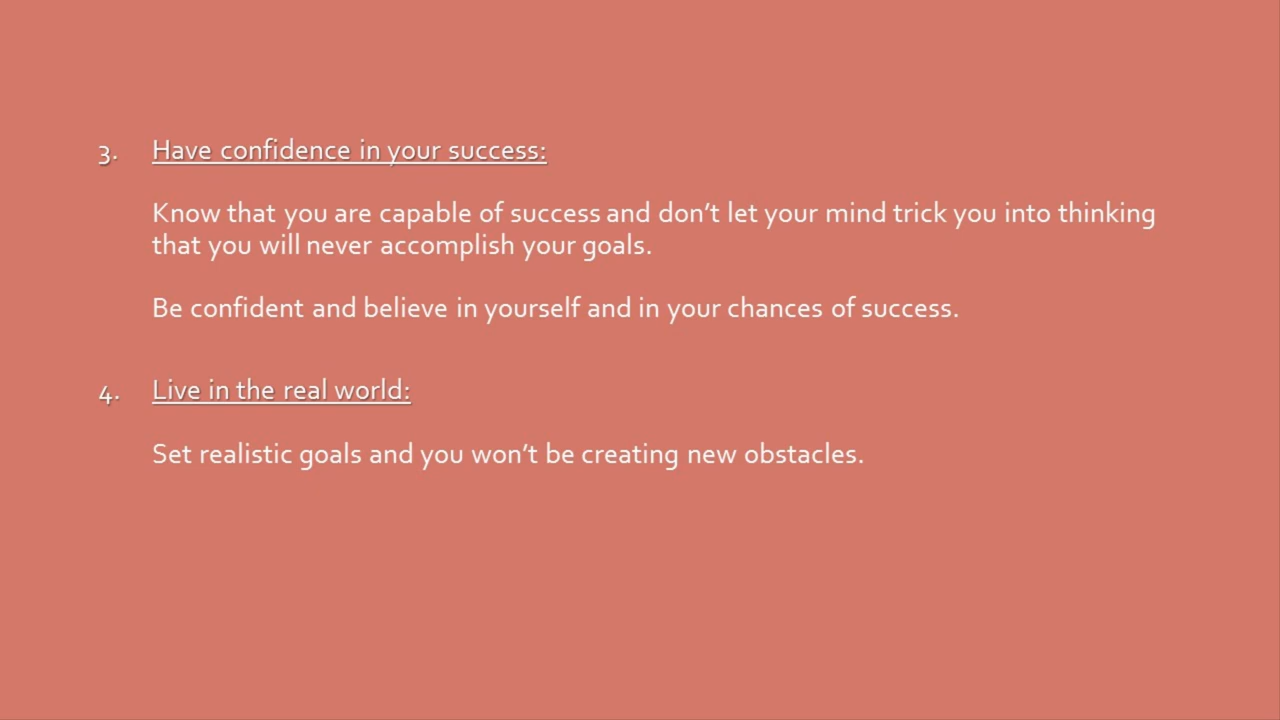 3. Have confidence in your success:
Know that you are capable of success and don’t let your mind trick you into thinking
that you will never accomplish your goals.
Be confident and believe in yourself and in your chances of success.
4. Live in the real world:
Set realistic goals and you won’t be creating new obstacles.